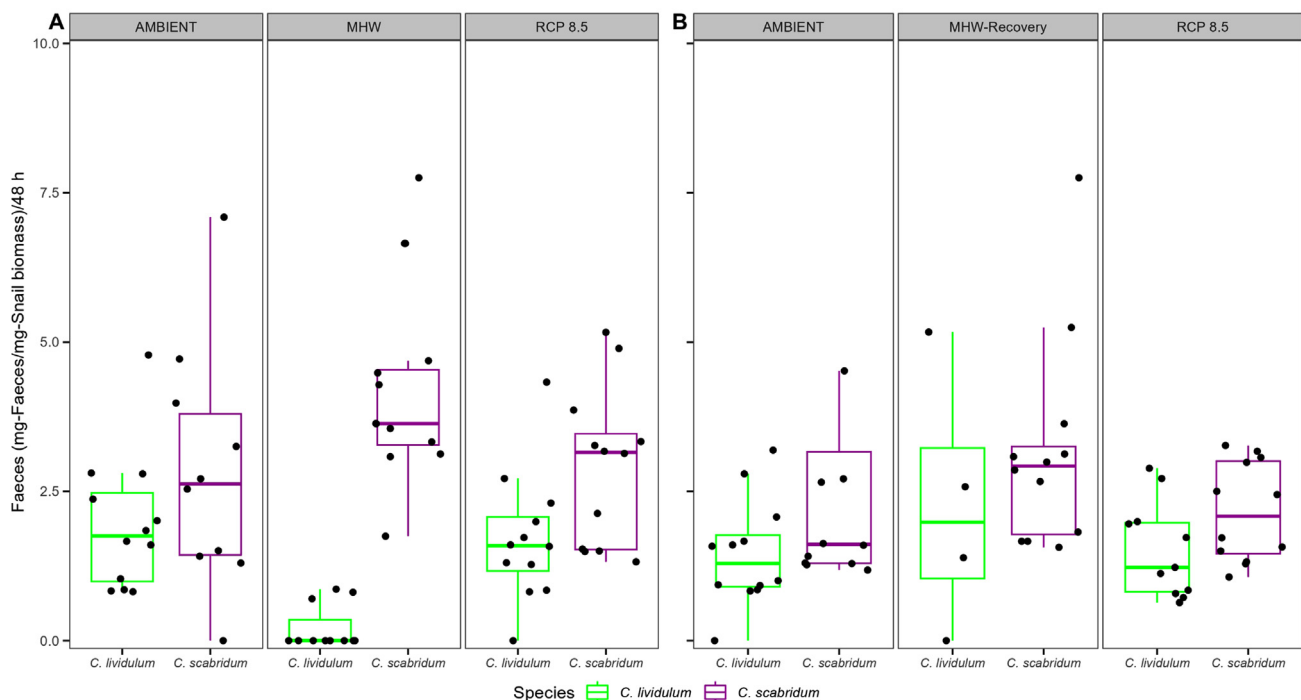 A
AMBIENT
MHW
RCP 8.5
B
AMBIENT
MHW-Recovery
RCP 8.5
Faeces (mg-Faeces/mg-Snail biomass)/48 h
10.0
7.5
5.0
2.5
0.0
C. lividulum C. scabridum C. lividulum C. scabridum C. lividulum C. scabridum C. lividulum C. scabridum C. lividulum C. scabridum C. lividulum C. scabridum
Species C. lividulum C. scabridum